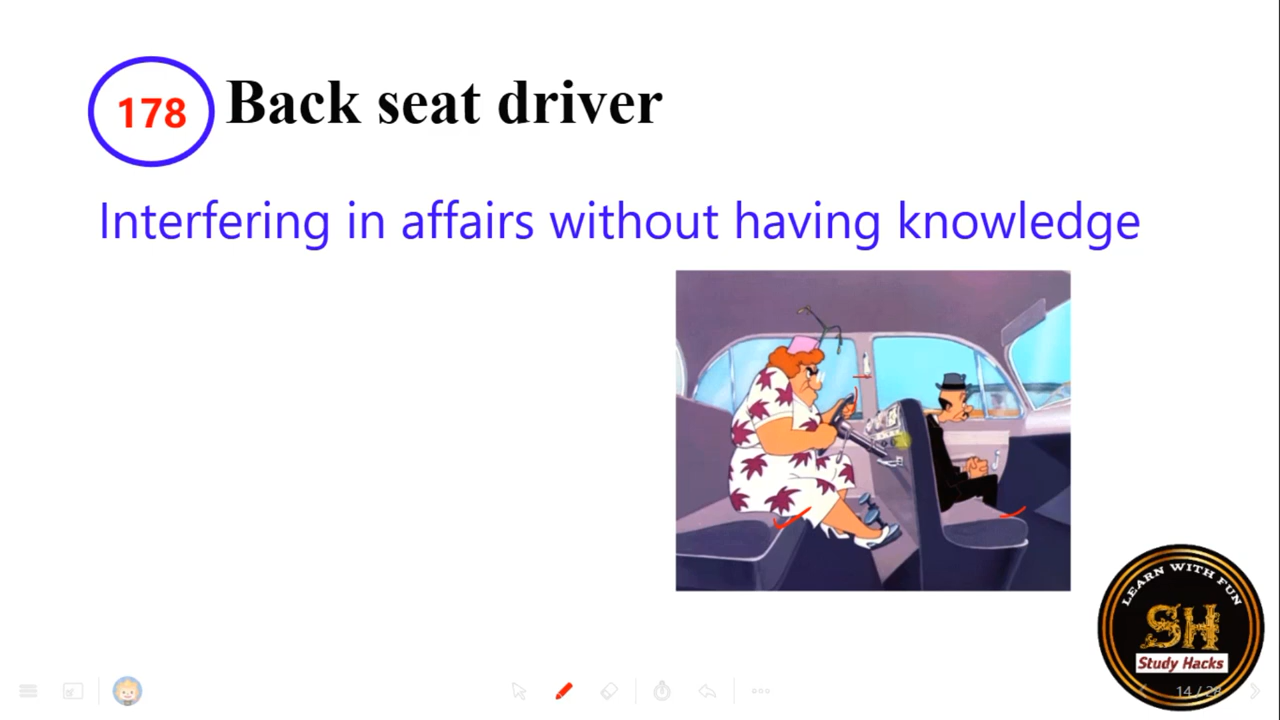 178 Back seat driver
Interfering in affairs without having knowledge
LEARN WITH FUN
SH
Study Hacks